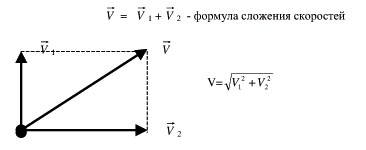 V⃗ = V⃗ 1 + V⃗ 2 - формула сложения скоростей
V⃗ 1
V⃗
V=√V₁² + V₂²
V⃗ 2